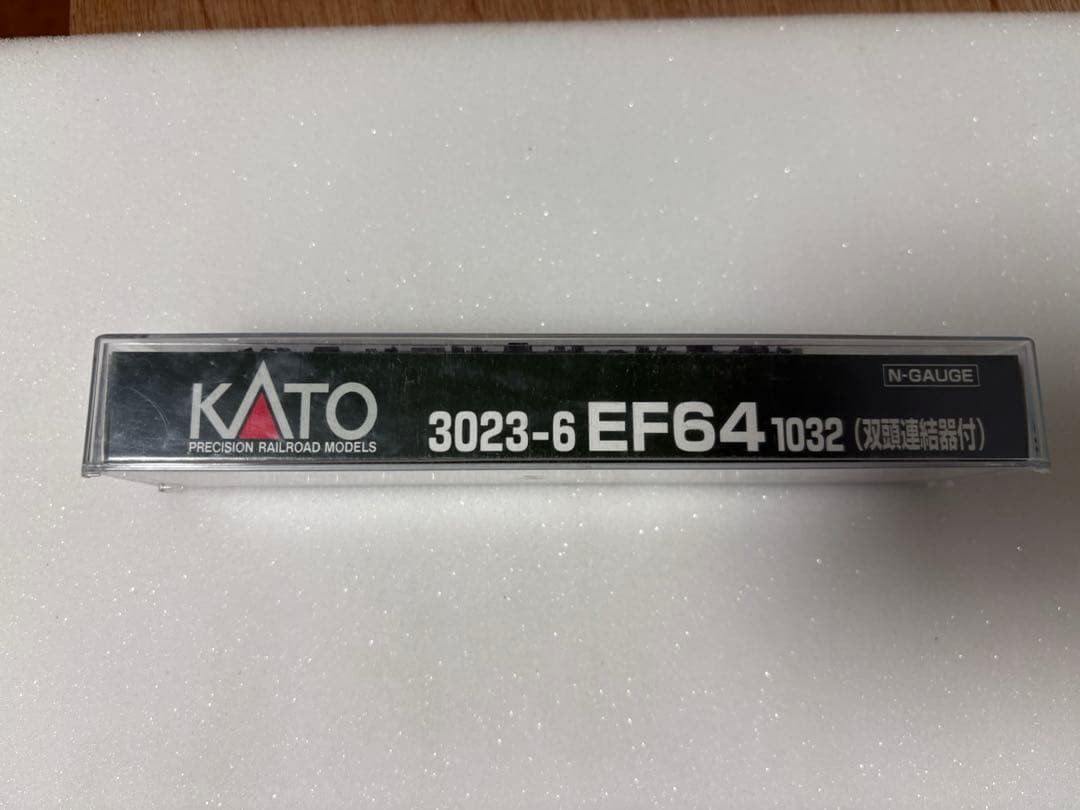 N-GAUGE
KATO
PRECISION RAILROAD MODELS
3023-6 EF64 1032 (双頭連結器付)